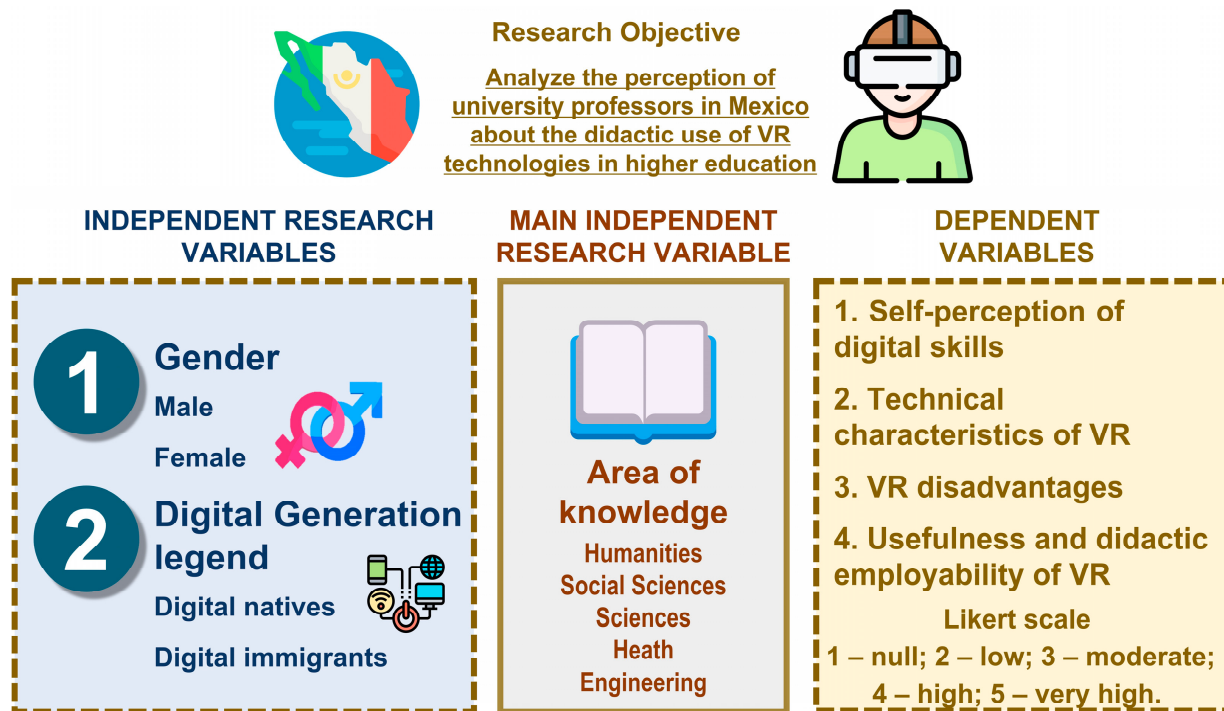 Research Objective
Analyze the perception of
university professors in Mexico
about the didactic use of VR
technologies in higher education
INDEPENDENT RESEARCH
VARIABLES
1
Gender
Male
Female
2
Digital Generation
legend
Digital natives
Digital immigrants
MAIN INDEPENDENT
RESEARCH VARIABLE
Area of
knowledge
Humanities
Social Sciences
Sciences
Heath
Engineering
DEPENDENT
VARIABLES
1. Self-perception of
digital skills
2. Technical
characteristics of VR
3. VR disadvantages
4. Usefulness and didactic
employability of VR
Likert scale
1 – null; 2 – low; 3 – moderate;
4 – high; 5 – very high.